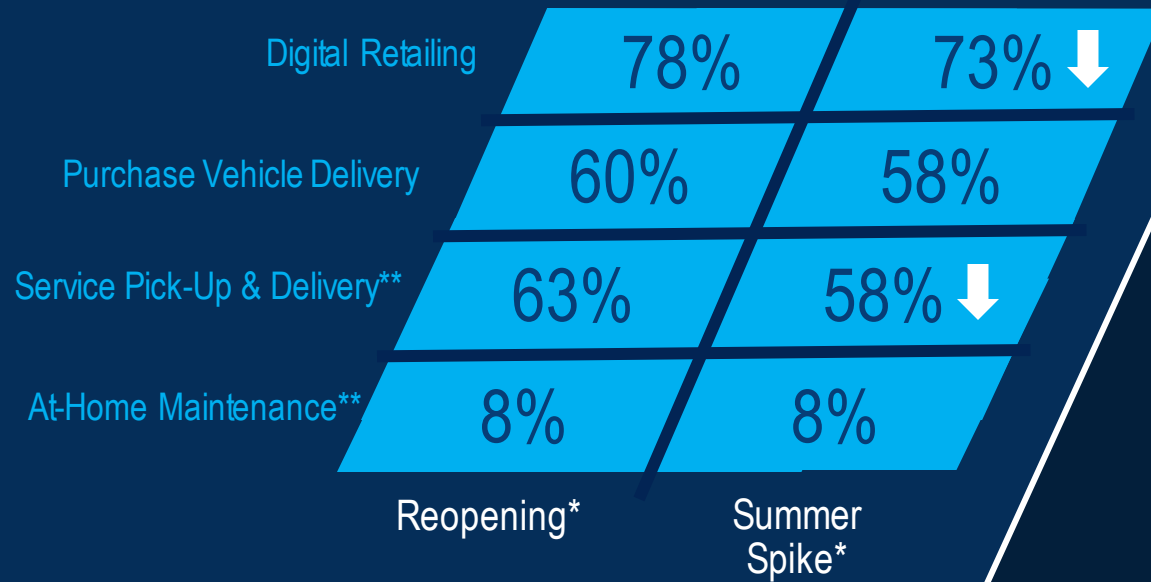 Digital Retailing 78% 73%
Purchase Vehicle Delivery 60% 58%
Service Pick-Up & Delivery** 63% 58%
At-Home Maintenance** 8% 8%
Reopening* Summer
Spike*